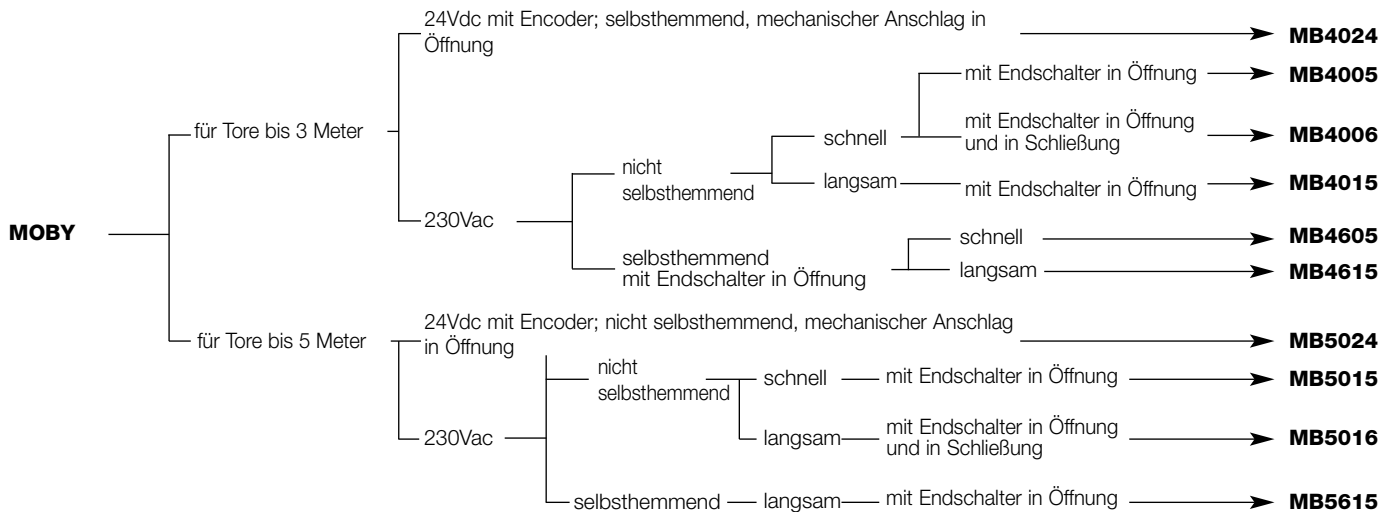 24Vdc mit Encoder; selbsthemmend, mechanischer Anschlag in
Öffnung
MB4024
mit Endschalter in Öffnung
MB4005
für Tore bis 3 Meter
schnell
mit Endschalter in Öffnung
und in Schließung
MB4006
nicht
selbsthemmend
langsam
mit Endschalter in Öffnung
MB4015
MOBY
230Vac
schnell
MB4605
selbsthemmend
mit Endschalter in Öffnung
langsam
MB4615
für Tore bis 5 Meter
24Vdc mit Encoder; nicht selbsthemmend, mechanischer Anschlag
in Öffnung
MB5024
nicht
selbsthemmend
schnell
mit Endschalter in Öffnung
MB5015
230Vac
langsam
mit Endschalter in Öffnung
und in Schließung
MB5016
selbsthemmend
langsam
mit Endschalter in Öffnung
MB5615